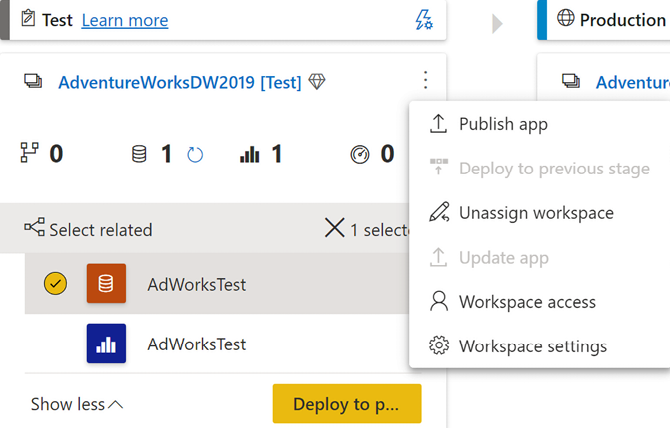 Test Learn more
Production
AdventureWorksDW2019 [Test]
Adventure
0 1 1 0
Publish app
Deploy to previous stage
Unassign workspace
Update app
Workspace access
Workspace settings
Select related
1 selecte
AdWorksTest
AdWorksTest
Show less
Deploy to p...